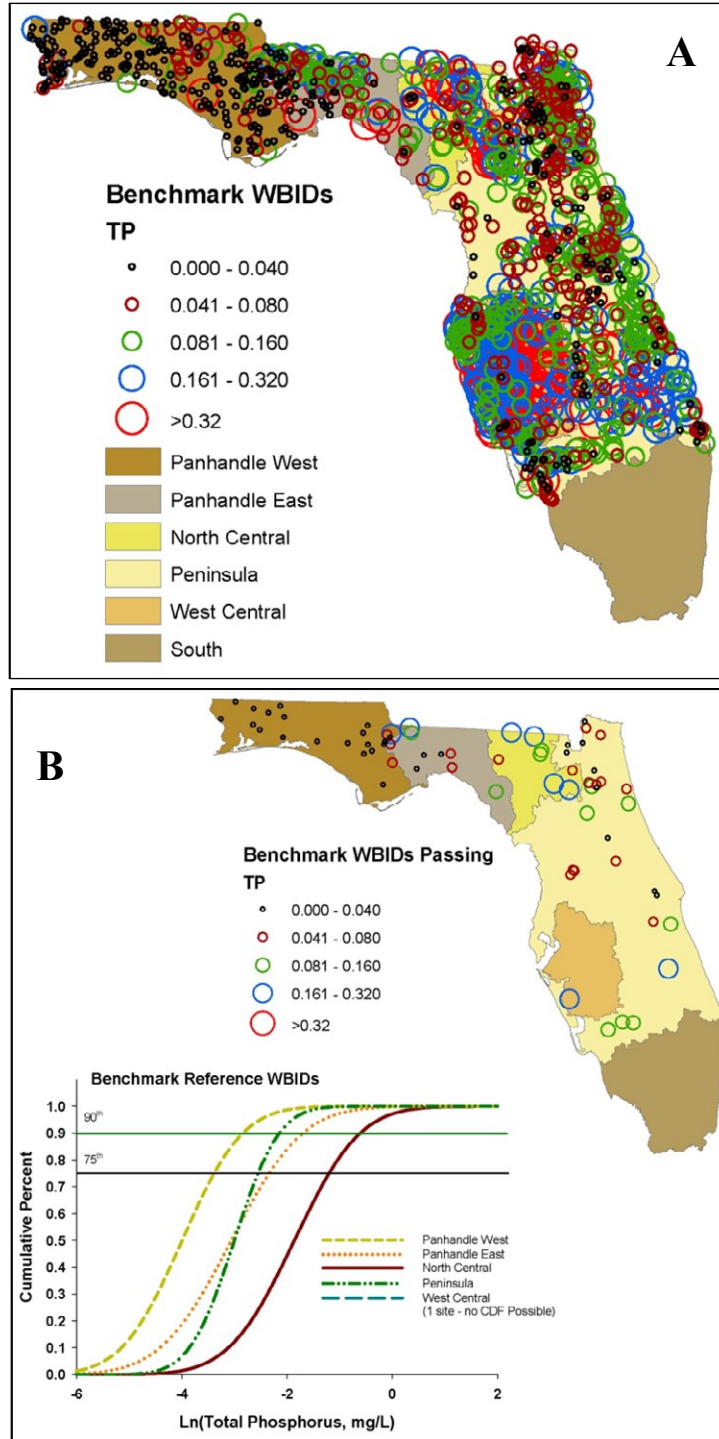 A
Benchmark WBIDs
TP
0.000 - 0.040
0.041 - 0.080
0.081 - 0.160
0.161 - 0.320
>0.32
Panhandle West
Panhandle East
North Central
Peninsula
West Central
South
B
Benchmark WBIDs Passing
TP
0.000 - 0.040
0.041 - 0.080
0.081 - 0.160
0.161 - 0.320
>0.32
Benchmark Reference WBIDs
1.0
90th
0.9
0.8
75th
0.7
0.6
0.5
0.4
0.3
0.2
0.1
0.0
Cumulative Percent
Panhandle West
Panhandle East
North Central
Peninsula
West Central
(1 site - no CDF Possible)
-6 -4 -2 0 2
Ln(Total Phosphorus, mg/L)